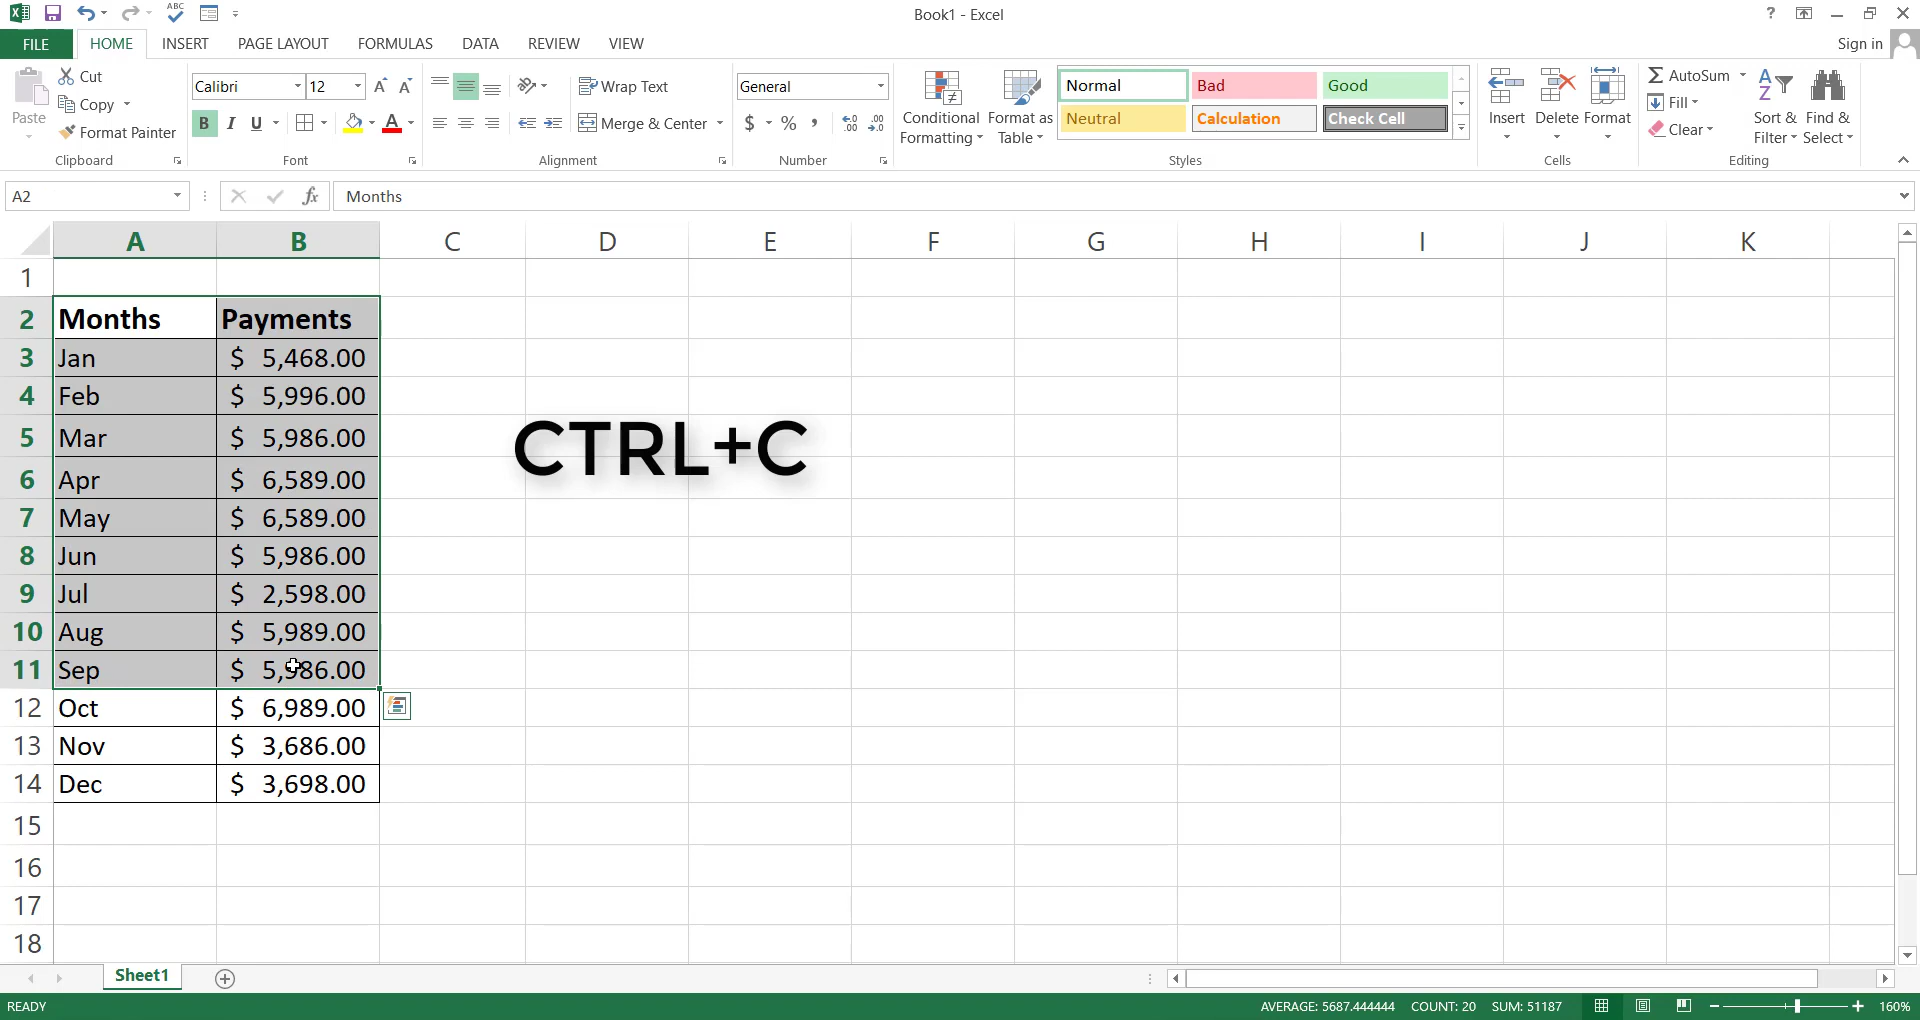 Book1 - Excel
?
Sign in
FILE HOME INSERT PAGE LAYOUT FORMULAS DATA REVIEW VIEW
Paste
Cut
Copy
Format Painter
Clipboard
Calibri 12
B I U
Font
Wrap Text
Merge & Center
Alignment
General
$ % ,
Number
Conditional Formatting
Format as Table
Normal Bad Good
Neutral Calculation Check Cell
Styles
Insert Delete Format
Cells
AutoSum
Fill
Clear
Sort & Filter
Find & Select
Editing
A2 fx Months
A B C D E F G H I J K
1
2 Months Payments
3 Jan $ 5,468.00
4 Feb $ 5,996.00
5 Mar $ 5,986.00
6 Apr $ 6,589.00
7 May $ 6,589.00
8 Jun $ 5,986.00
9 Jul $ 2,598.00
10 Aug $ 5,989.00
11 Sep $ 5,986.00
12 Oct $ 6,989.00
13 Nov $ 3,686.00
14 Dec $ 3,698.00
15
16
17
18
CTRL+C
Sheet1
READY
AVERAGE: 5687.444444 COUNT: 20 SUM: 51187 160%